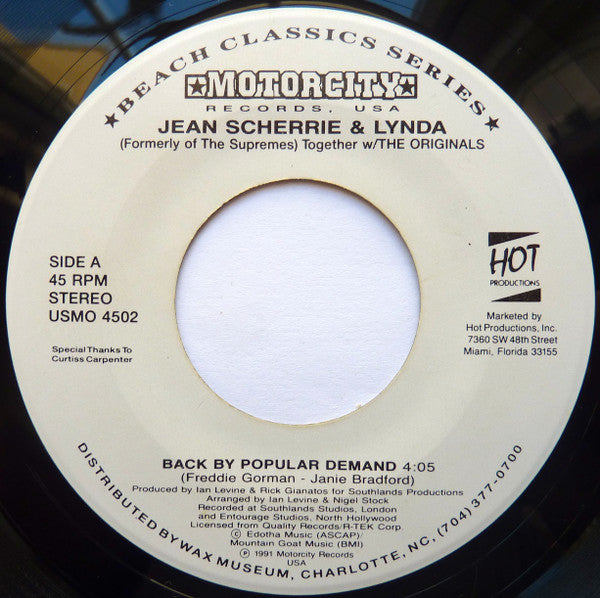 ★BEACH CLASSICS SERIES★
★MOTORCITY★
RECORDS, USA
JEAN SCHERRIE & LYNDA
(Formerly of The Supremes) Together w/THE ORIGINALS
SIDE A
45 RPM
STEREO
USMO 4502
Special Thanks To
Curtiss Carpenter
HOT
PRODUCTIONS
Marketed by
Hot Productions, Inc.
7360 SW 48th Street
Miami, Florida 33155
BACK BY POPULAR DEMAND 4:05
(Freddie Gorman - Janie Bradford)
Produced by Ian Levine & Rick Gianatos for Southlands Productions
Arranged by Ian Levine & Nigel Stock
Recorded at Southlands Studios, London
and Entourage Studios, North Hollywood
Licensed from Quality Records/R-TEK Corp.
© Edotha Music (ASCAP)/
Mountain Goat Music (BMI)
℗ 1991 Motorcity Records
USA
DISTRIBUTED BY WAX MUSEUM, CHARLOTTE, NC, (704) 377-0700